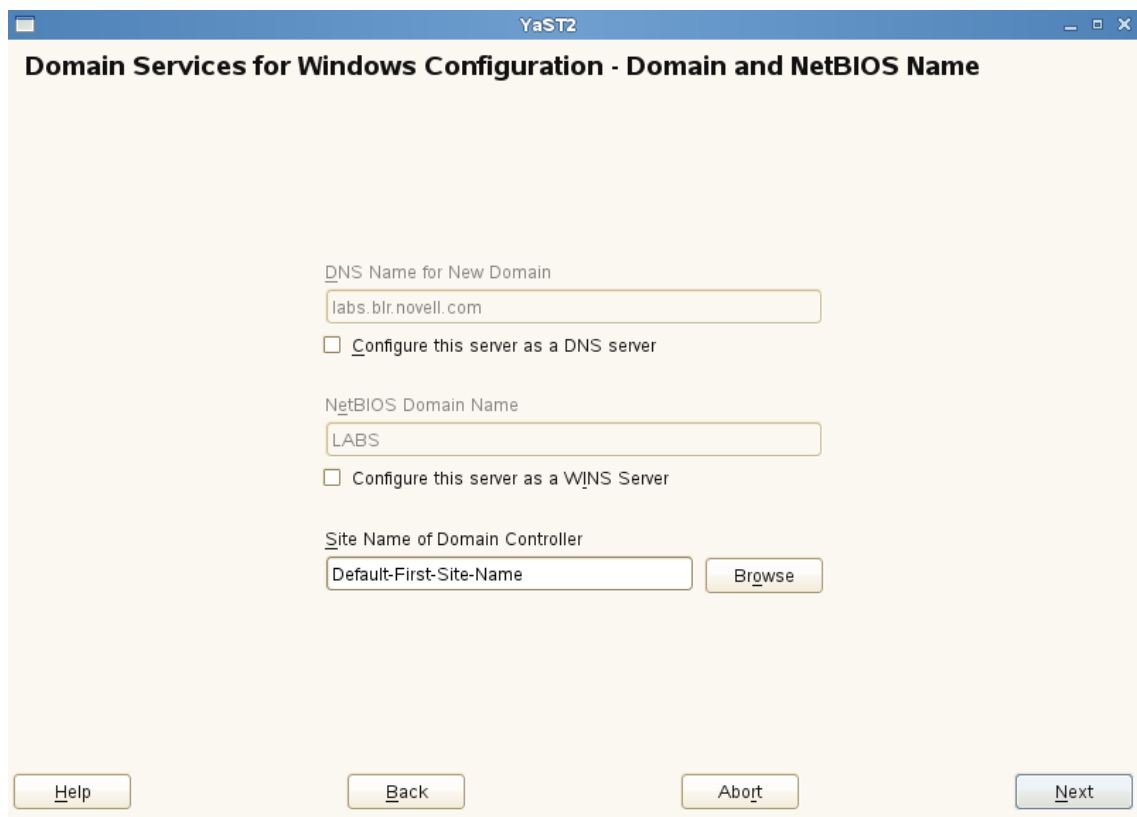 YaST2
Domain Services for Windows Configuration - Domain and NetBIOS Name
DNS Name for New Domain
labs.blr.novell.com
Configure this server as a DNS server
NetBIOS Domain Name
LABS
Configure this server as a WINS Server
Site Name of Domain Controller
Default-First-Site-Name
Browse
Help
Back
Abort
Next